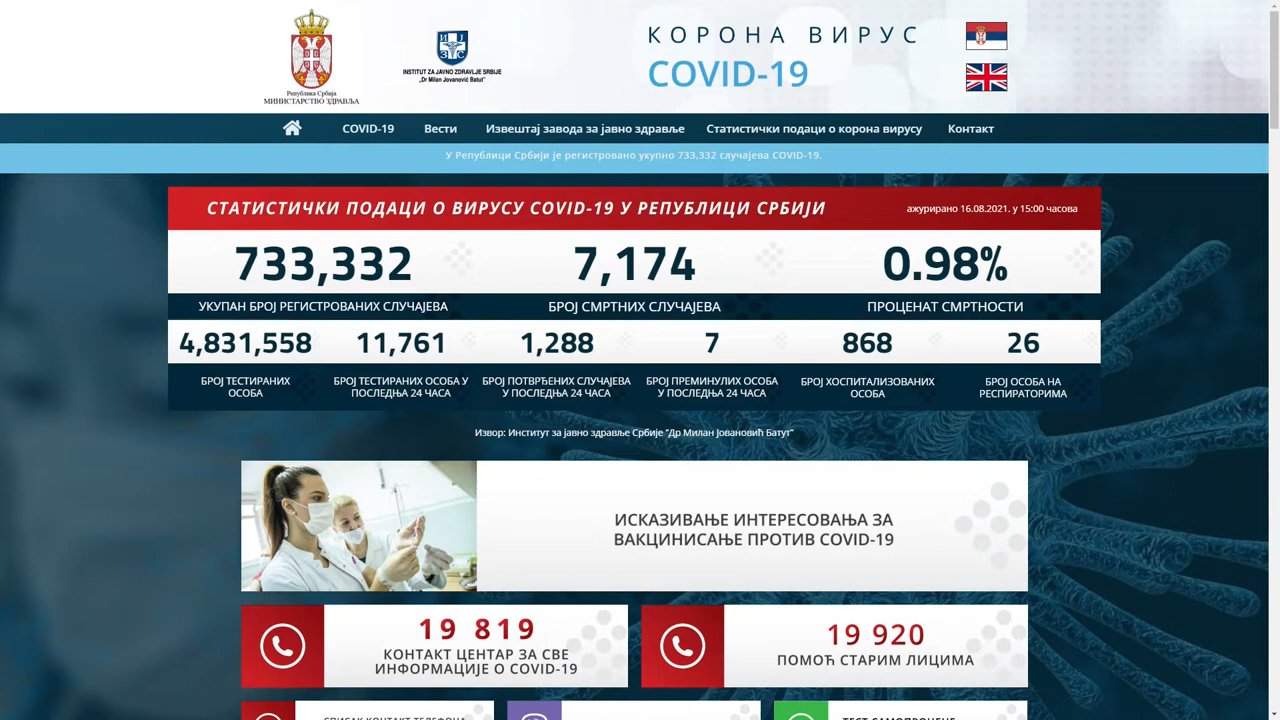 Република Србија
МИНИСТАРСТВО ЗДРАВЉА
И Ј
З С
INSTITUT ZA JAVNO ZDRAVLJE SRBIJE
„Dr Milan Jovanović Batut”
КОРОНА ВИРУС
COVID-19
COVID-19 Вести Извештај завода за јавно здравље Статистички подаци о корона вирусу Контакт
У Републици Србији је регистровано укупно 733,332 случајева COVID-19.
СТАТИСТИЧКИ ПОДАЦИ О ВИРУСУ COVID-19 У РЕПУБЛИЦИ СРБИЈИ
ажурирано 16.08.2021. у 15:00 часова
733,332 7,174 0.98%
УКУПАН БРОЈ РЕГИСТРОВАНИХ СЛУЧАЈЕВА БРОЈ СМРТНИХ СЛУЧАЈЕВА ПРОЦЕНАТ СМРТНОСТИ
4,831,558 11,761 1,288 7 868 26
БРОЈ ТЕСТИРАНИХ
ОСОБА
БРОЈ ТЕСТИРАНИХ ОСОБА У
ПОСЛЕДЊА 24 ЧАСА
БРОЈ ПОТВРЂЕНИХ СЛУЧАЈЕВА
У ПОСЛЕДЊА 24 ЧАСА
БРОЈ ПРЕМИНУЛИХ ОСОБА
У ПОСЛЕДЊА 24 ЧАСА
БРОЈ ХОСПИТАЛИЗОВАНИХ
ОСОБА
БРОЈ ОСОБА НА
РЕСПИРАТОРИМА
Извор: Институт за јавно здравље Србије “Др Милан Јовановић Батут”
ИСКАЗИВАЊЕ ИНТЕРЕСОВАЊА ЗА
ВАКЦИНИСАЊЕ ПРОТИВ COVID-19
19 819
КОНТАКТ ЦЕНТАР ЗА СВЕ
ИНФОРМАЦИЈЕ О COVID-19
19 920
ПОМОЋ СТАРИМ ЛИЦИМА
СПИСАК КОНТАКТ ТЕЛЕФОНА
ТЕСТ САМОПРОЦЕНЕ